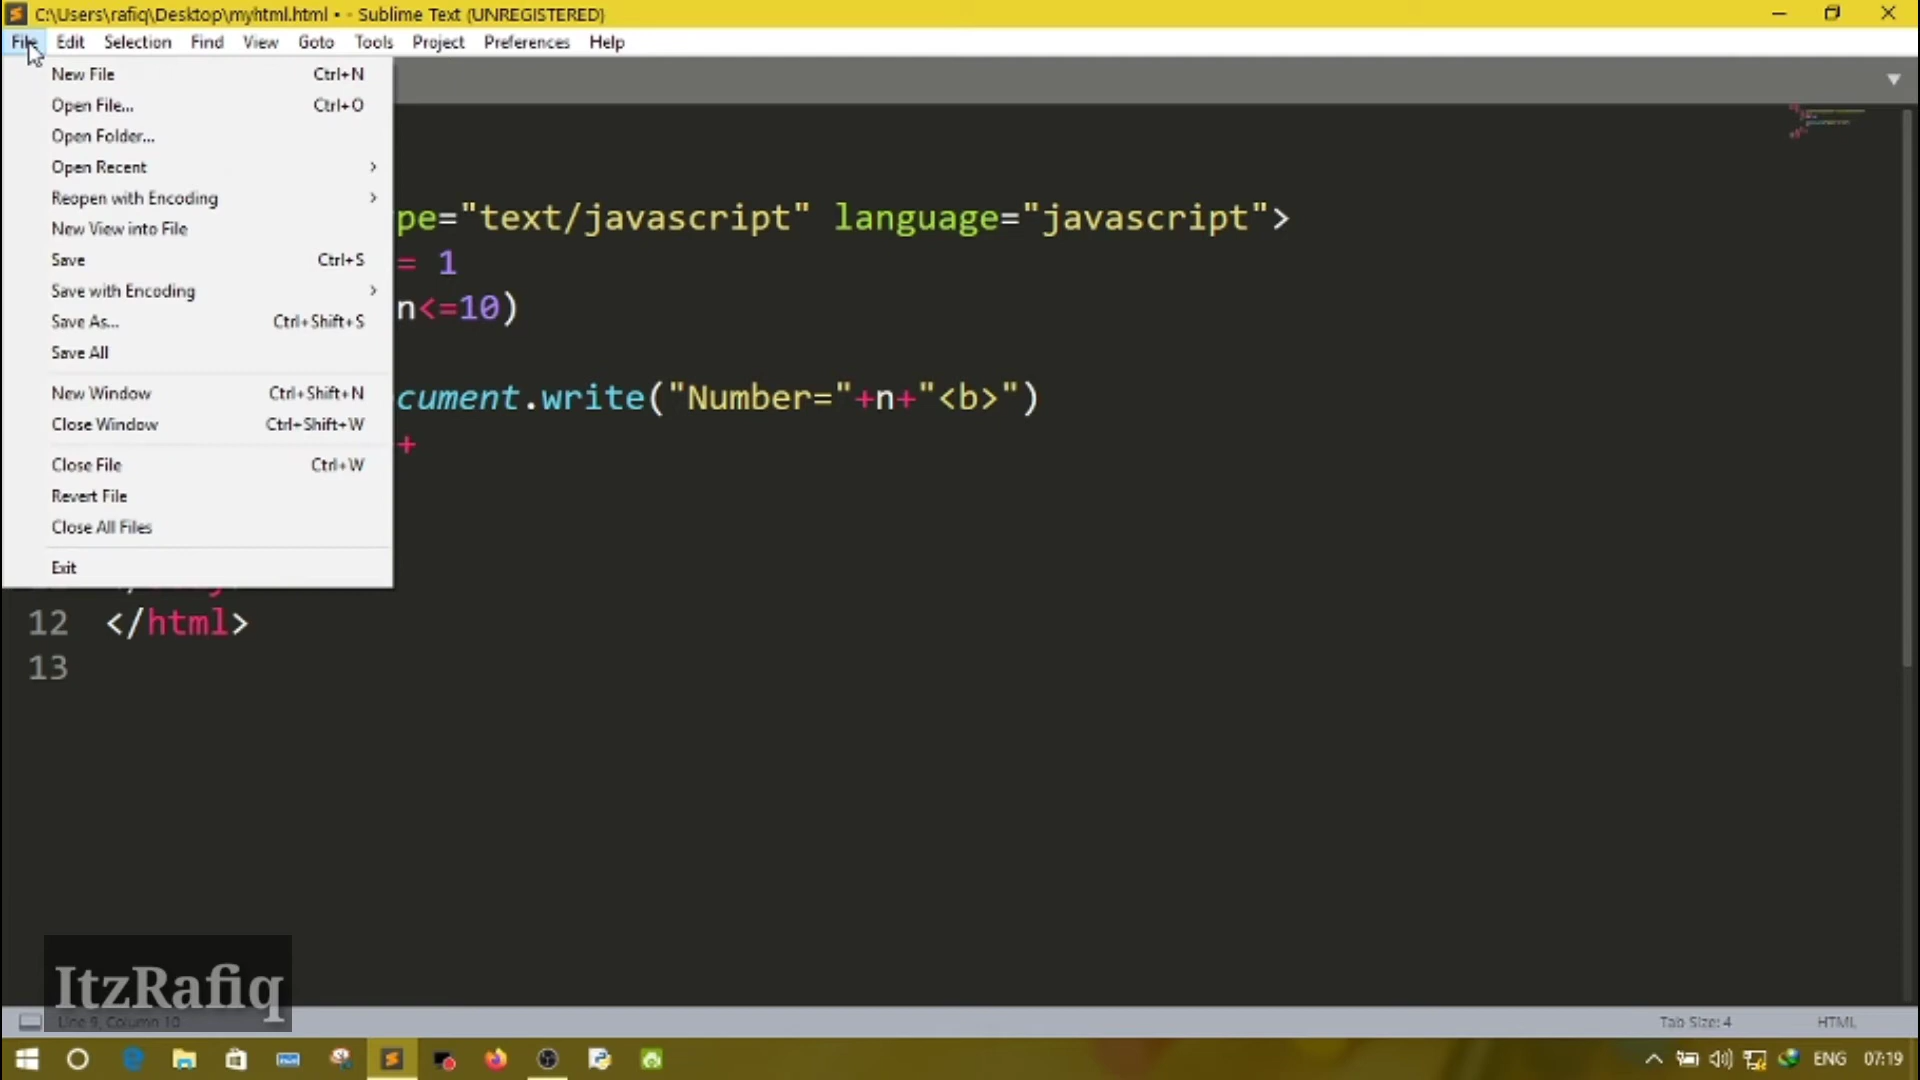 C:\Users\rafiq\Desktop\myhtml.html • - Sublime Text (UNREGISTERED)
File Edit Selection Find View Goto Tools Project Preferences Help
New File Ctrl+N
Open File... Ctrl+O
Open Folder...
Open Recent
Reopen with Encoding
New View into File
Save Ctrl+S
Save with Encoding
Save As... Ctrl+Shift+S
Save All
New Window Ctrl+Shift+N
Close Window Ctrl+Shift+W
Close File Ctrl+W
Revert File
Close All Files
Exit
pe="text/javascript" language="javascript">
= 1
n<=10)
cument.write("Number="+n+"<b>")
+
12 </html>
13
ItzRafiq
Line 9, Column 10 Tab Size: 4 HTML
ENG 07:19